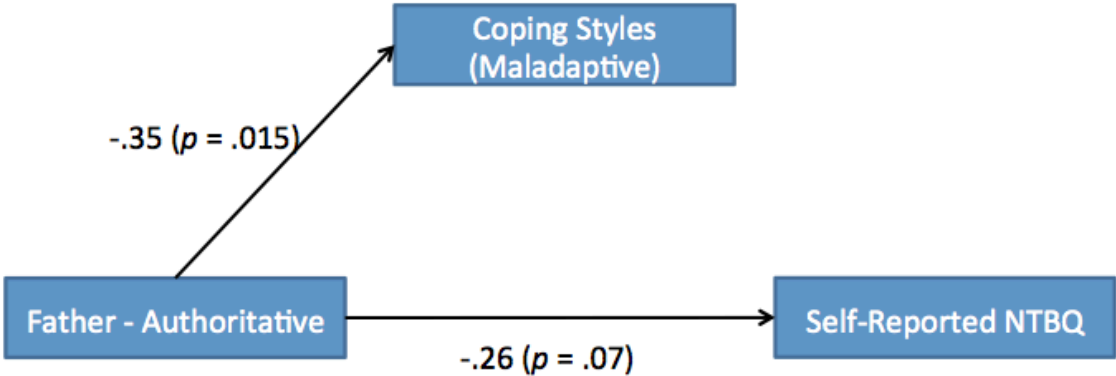 Coping Styles
(Maladaptive)
-.35 (p = .015)
Father - Authoritative
Self-Reported NTBQ
-.26 (p = .07)